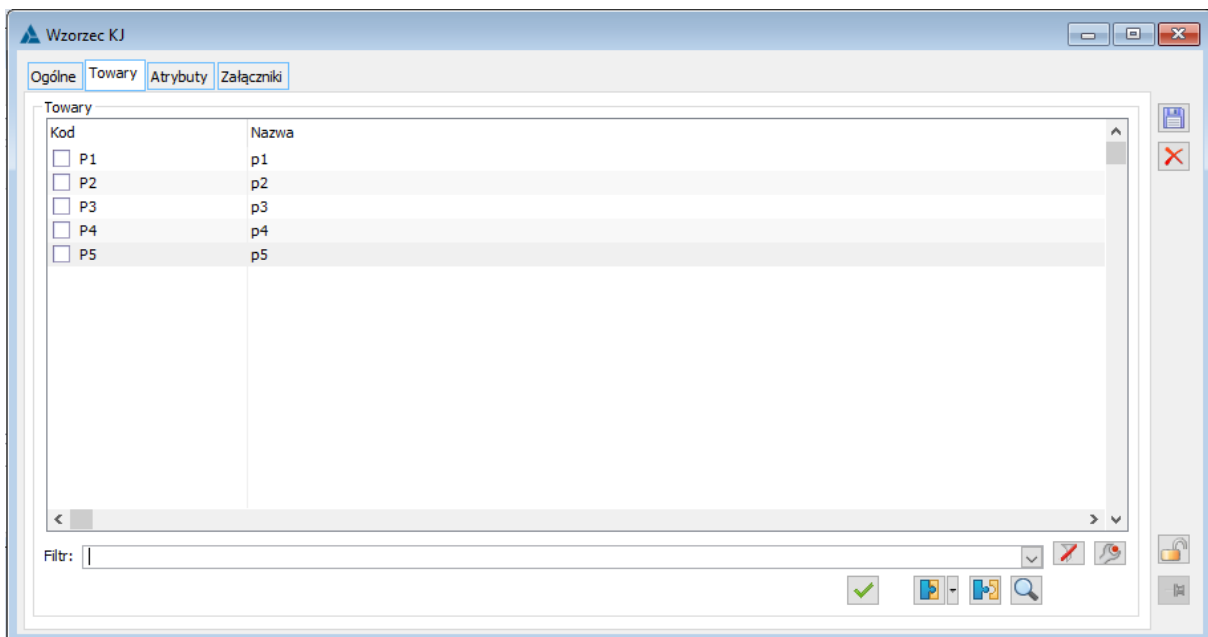 Wzorzec KJ
Ogólne Towary Atrybuty Załączniki
Towary
Kod Nazwa
P1 p1
P2 p2
P3 p3
P4 p4
P5 p5
Filtr: